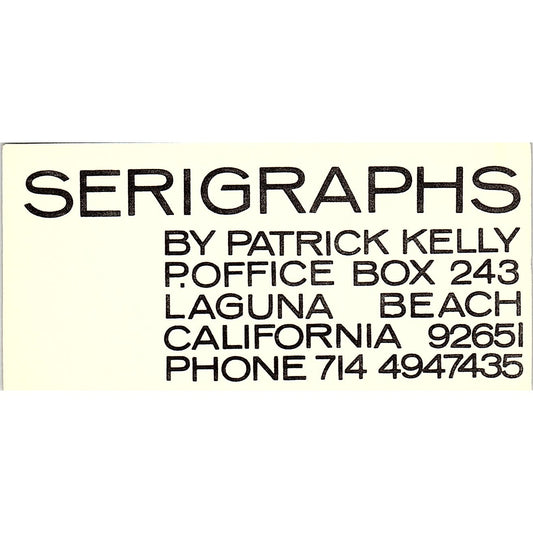 SERIGRAPHS
BY PATRICK KELLY
P.OFFICE BOX 243
LAGUNA BEACH
CALIFORNIA 92651
PHONE 714 4947435